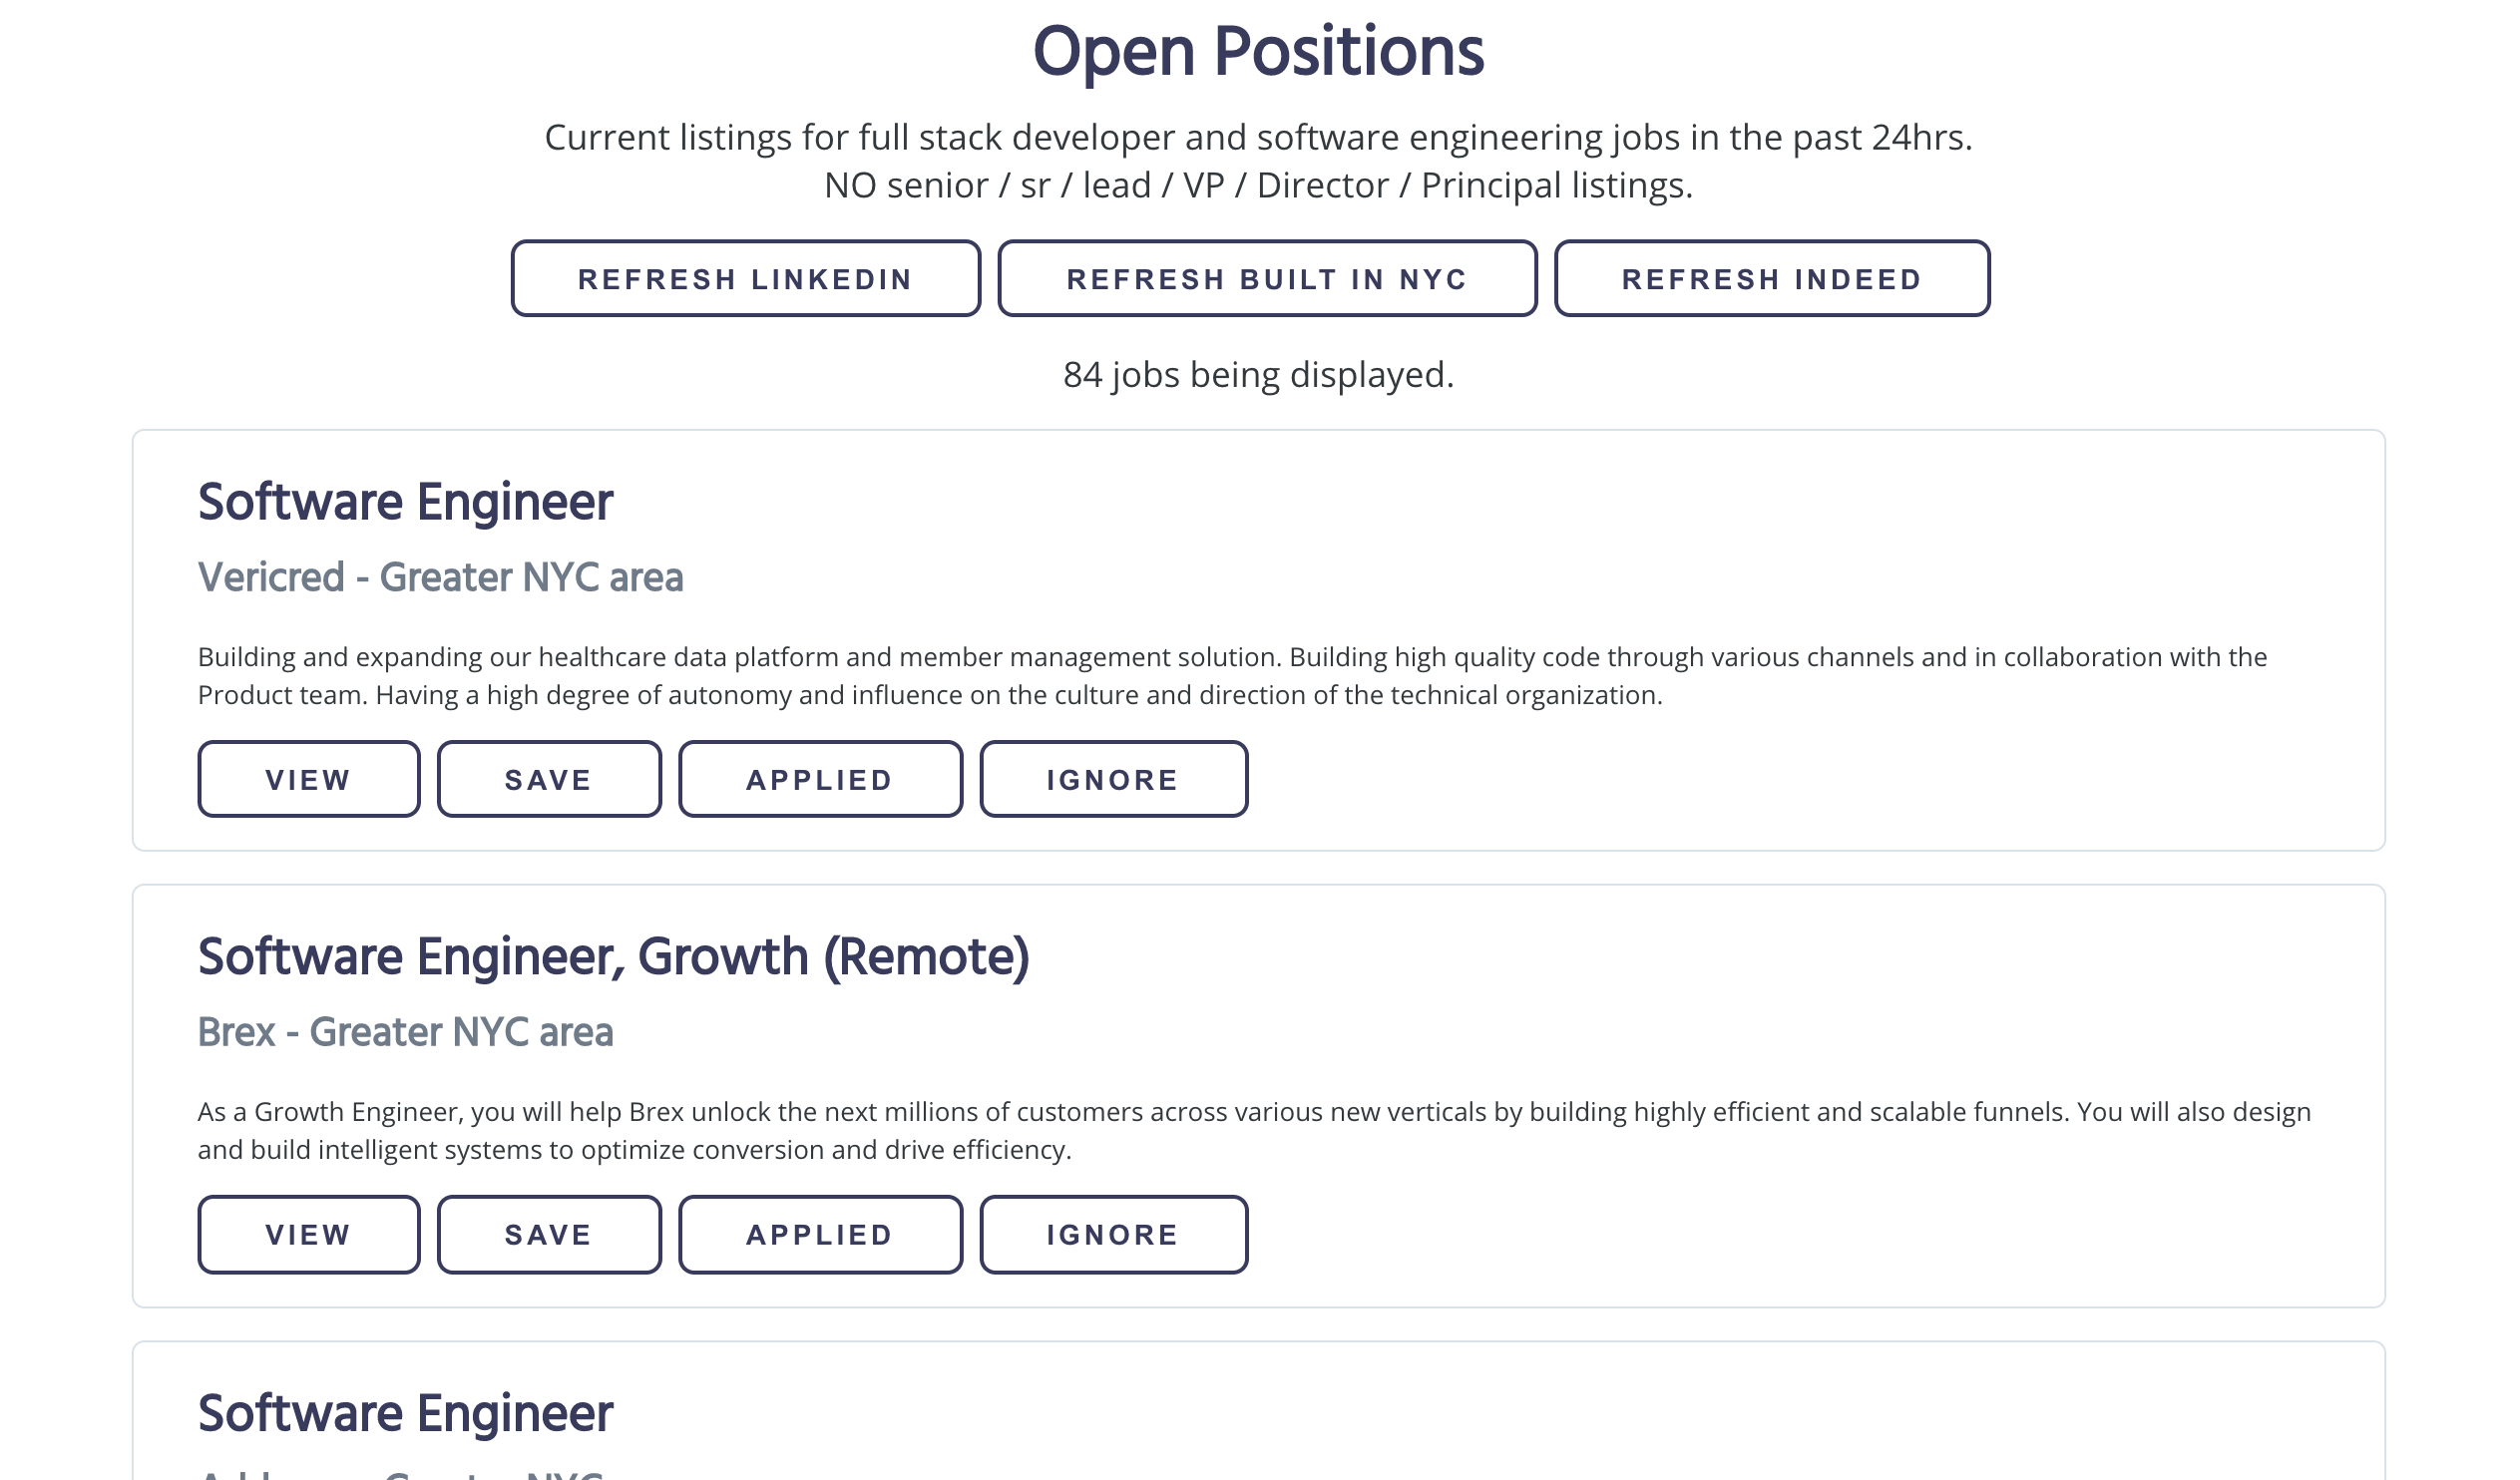 Open Positions
Current listings for full stack developer and software engineering jobs in the past 24hrs.
NO senior / sr / lead / VP / Director / Principal listings.
REFRESH LINKEDIN REFRESH BUILT IN NYC REFRESH INDEED
84 jobs being displayed.
Software Engineer
Vericred - Greater NYC area
Building and expanding our healthcare data platform and member management solution. Building high quality code through various channels and in collaboration with the
Product team. Having a high degree of autonomy and influence on the culture and direction of the technical organization.
VIEW SAVE APPLIED IGNORE
Software Engineer, Growth (Remote)
Brex - Greater NYC area
As a Growth Engineer, you will help Brex unlock the next millions of customers across various new verticals by building highly efficient and scalable funnels. You will also design
and build intelligent systems to optimize conversion and drive efficiency.
VIEW SAVE APPLIED IGNORE
Software Engineer